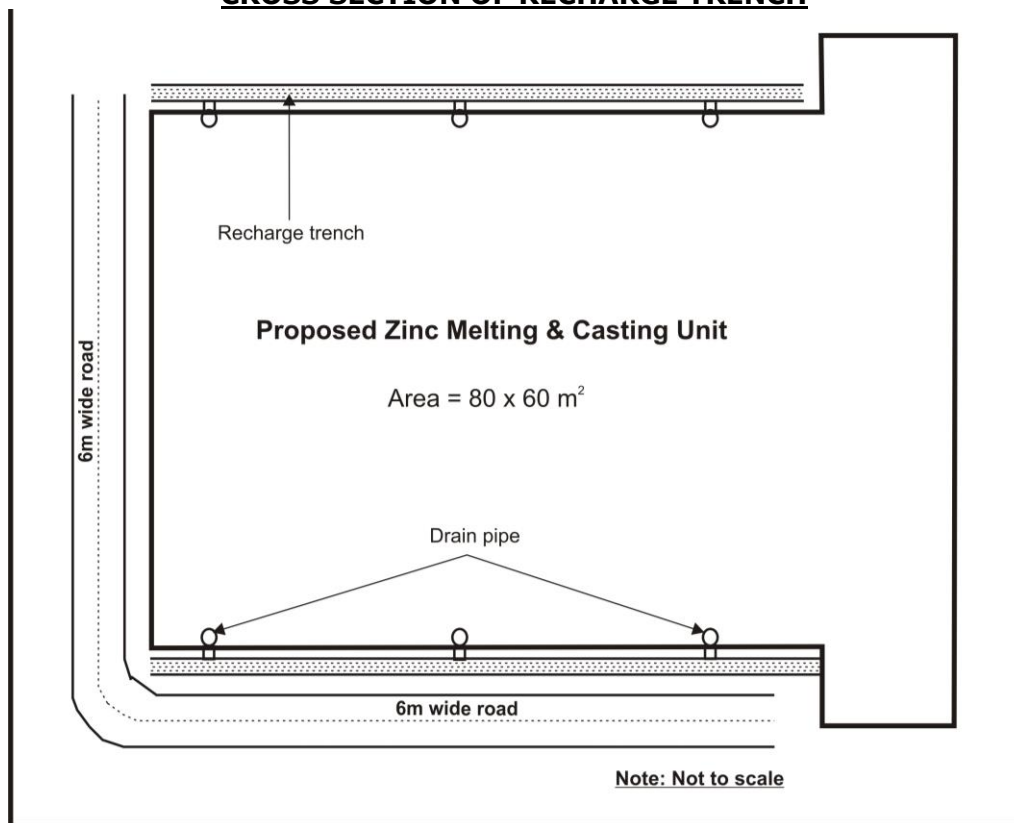 CROSS SECTION OF RECHARGE TRENCH
Recharge trench
Proposed Zinc Melting & Casting Unit
6m wide road
Area = 80 x 60 m²
Drain pipe
6m wide road
Note: Not to scale